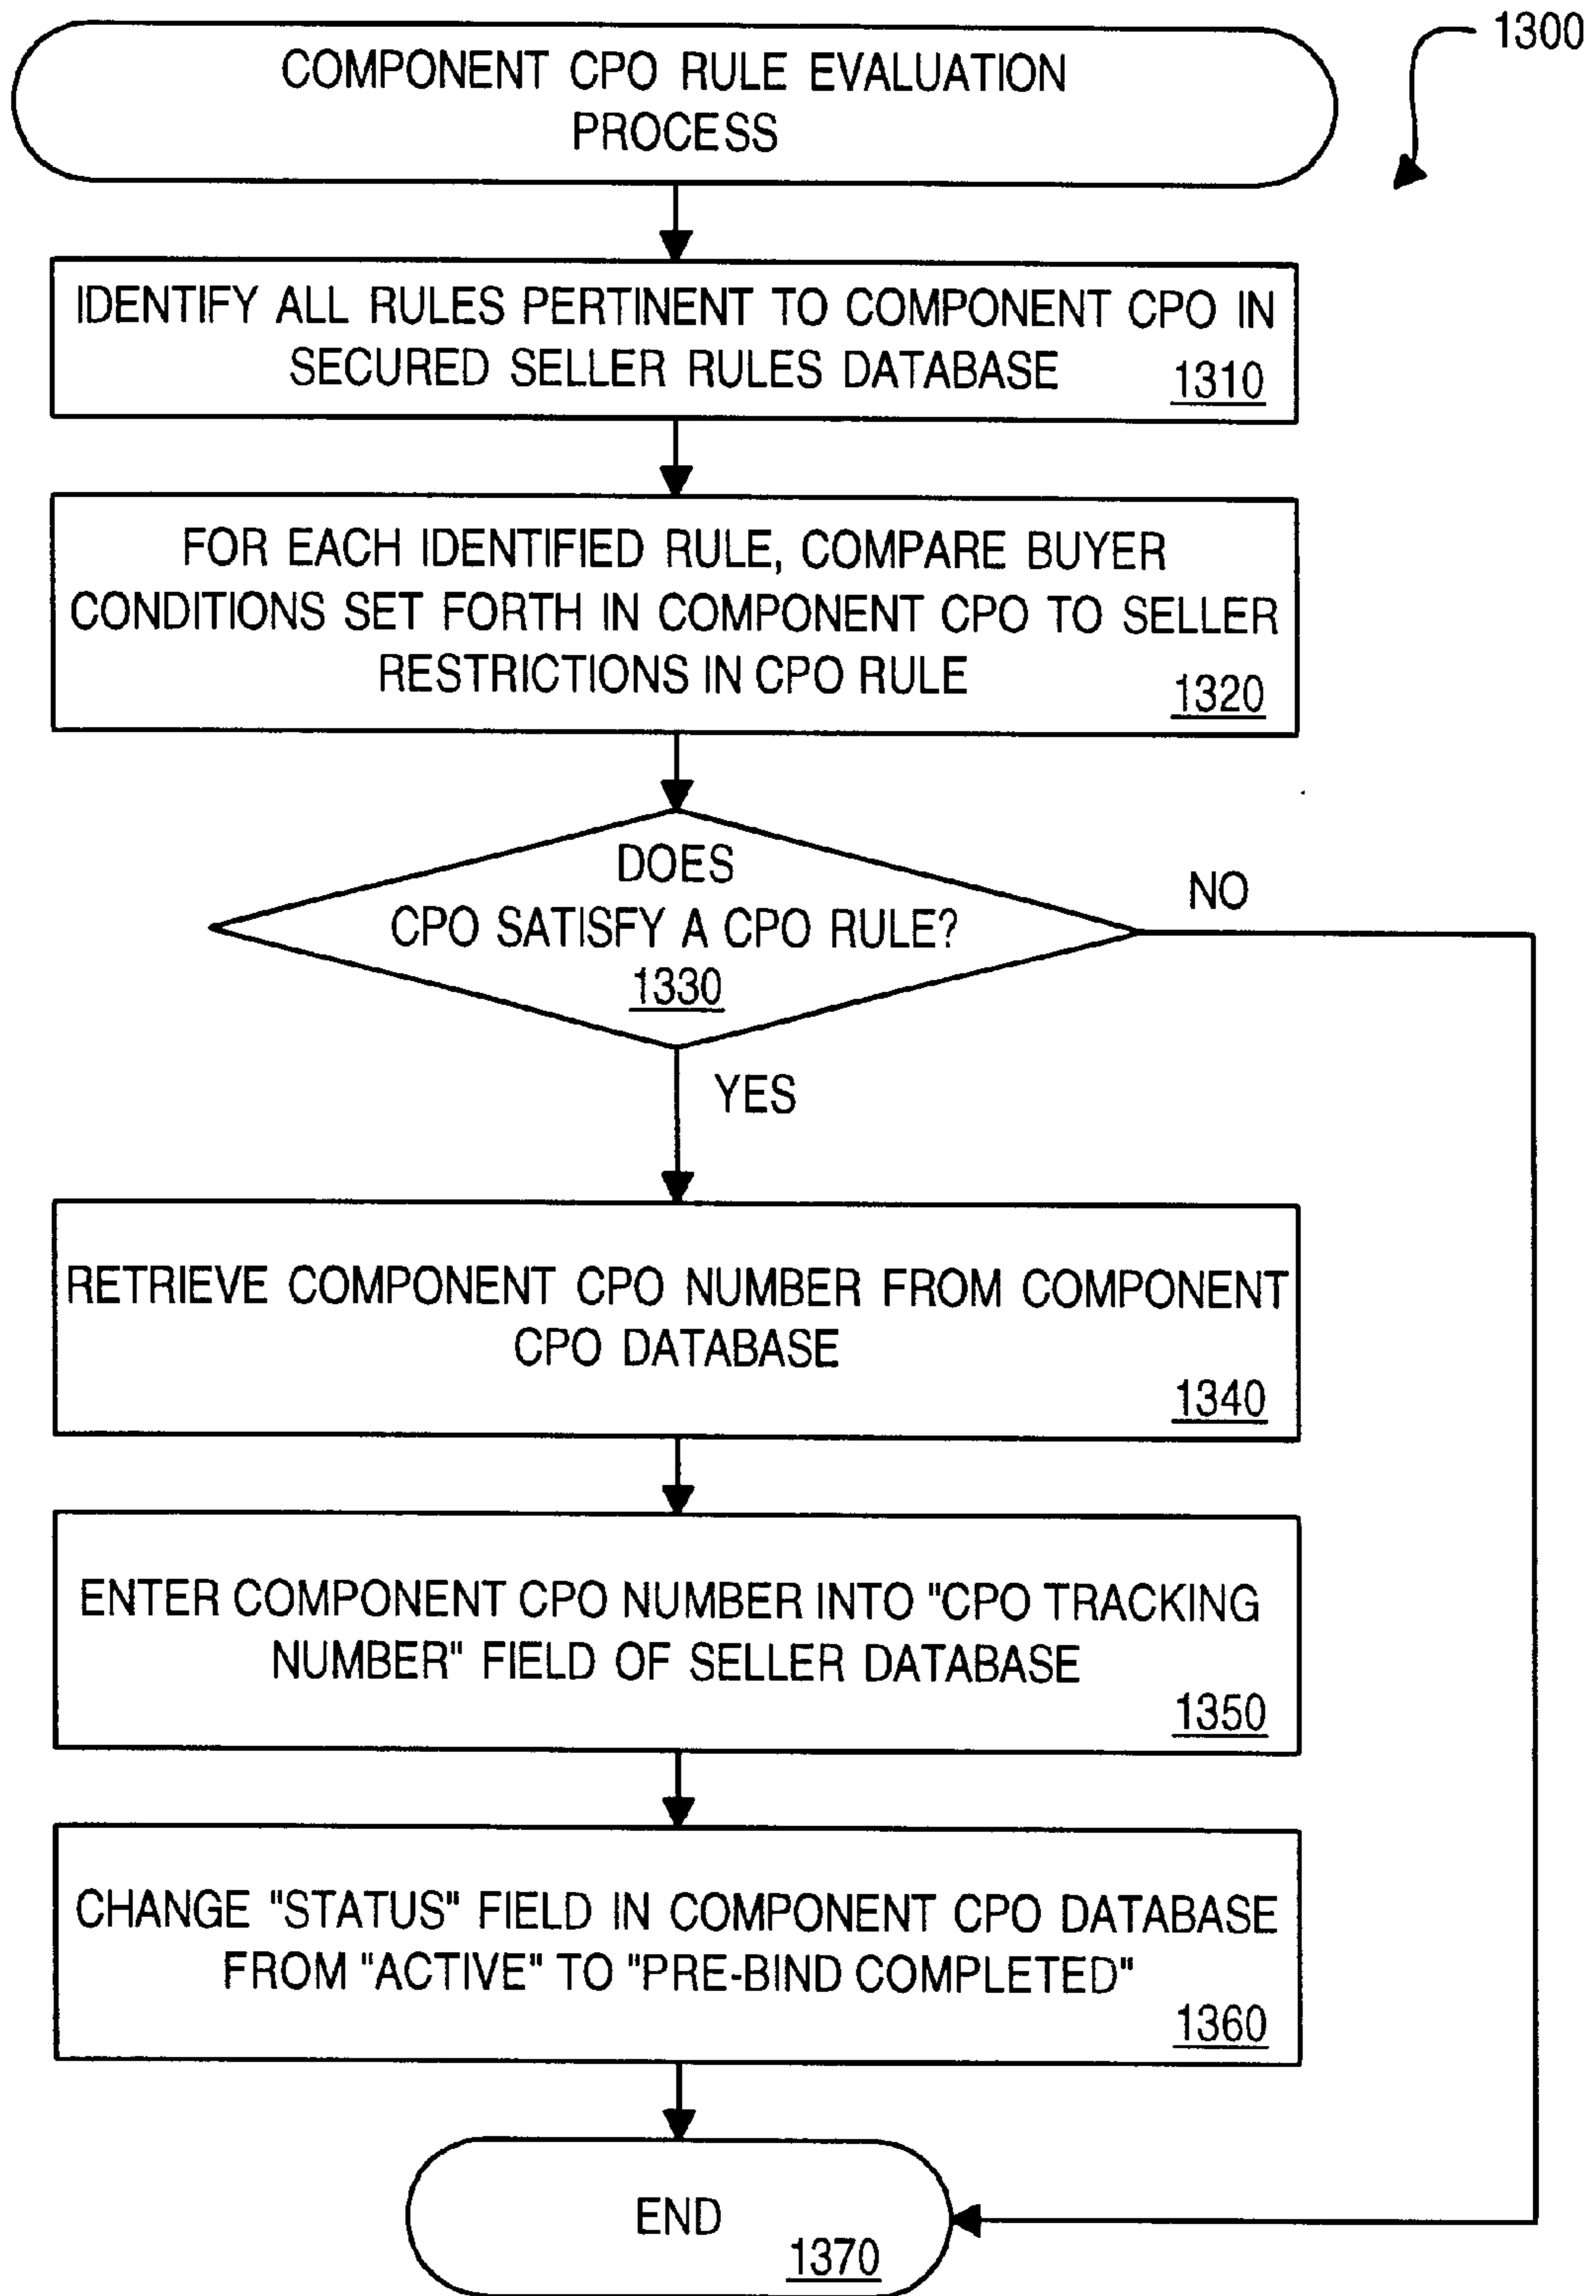 1300
COMPONENT CPO RULE EVALUATION
PROCESS
IDENTIFY ALL RULES PERTINENT TO COMPONENT CPO IN
SECURED SELLER RULES DATABASE
1310
FOR EACH IDENTIFIED RULE, COMPARE BUYER
CONDITIONS SET FORTH IN COMPONENT CPO TO SELLER
RESTRICTIONS IN CPO RULE
1320
DOES
CPO SATISFY A CPO RULE?
1330
NO
YES
RETRIEVE COMPONENT CPO NUMBER FROM COMPONENT
CPO DATABASE
1340
ENTER COMPONENT CPO NUMBER INTO "CPO TRACKING
NUMBER" FIELD OF SELLER DATABASE
1350
CHANGE "STATUS" FIELD IN COMPONENT CPO DATABASE
FROM "ACTIVE" TO "PRE-BIND COMPLETED"
1360
END
1370